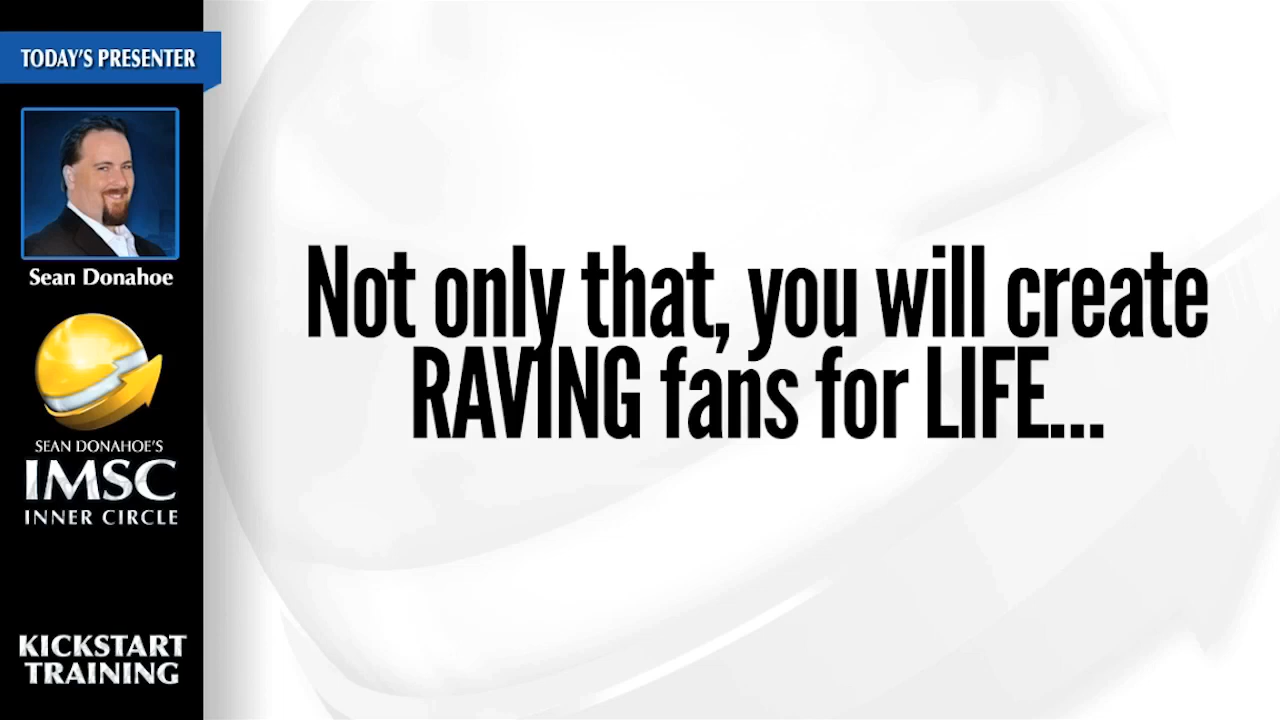 TODAY'S PRESENTER
Sean Donahoe
SEAN DONAHOE'S
IMSC
INNER CIRCLE
KICKSTART
TRAINING
Not only that, you will create
RAVING fans for LIFE...